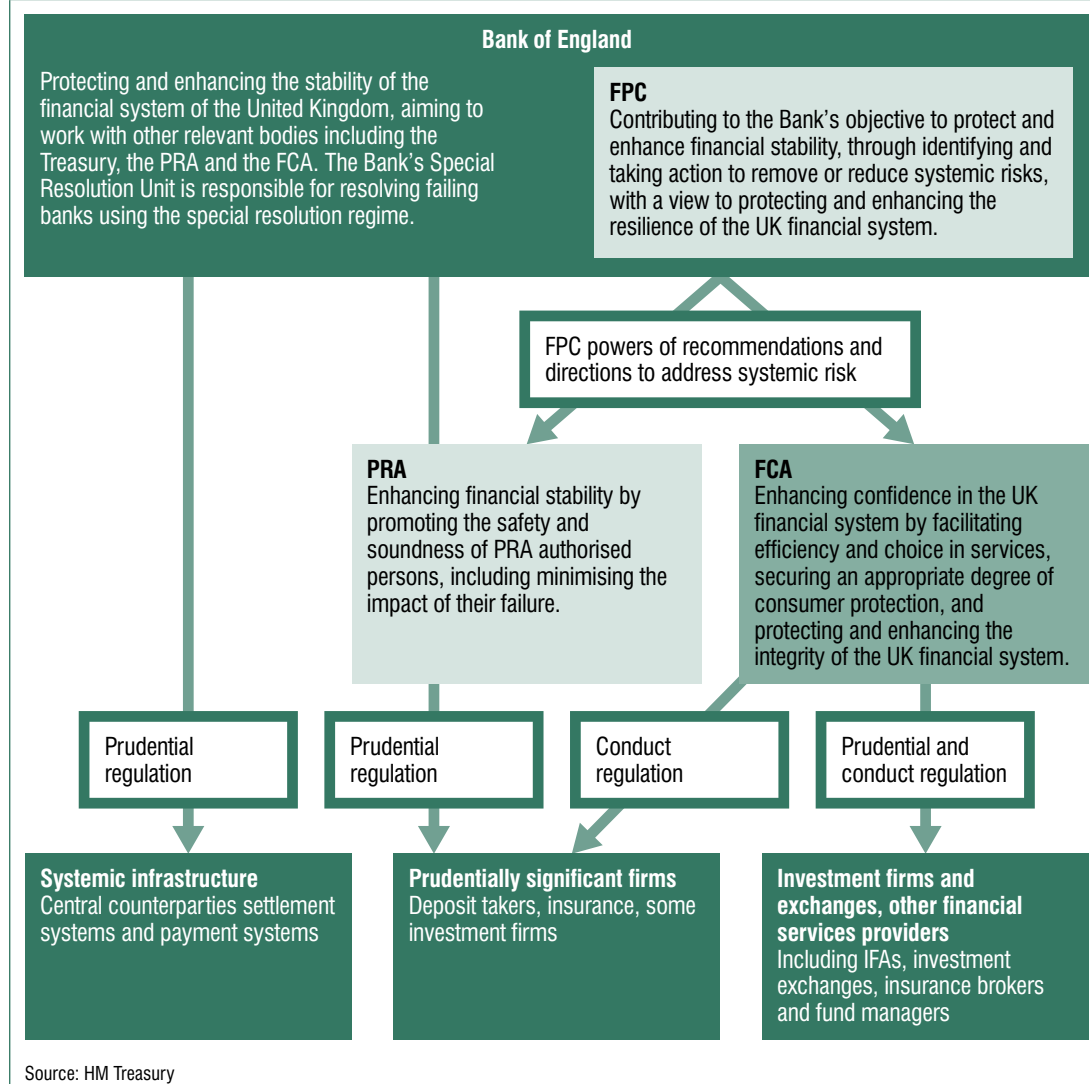 Bank of England
Protecting and enhancing the stability of the
financial system of the United Kingdom, aiming to
work with other relevant bodies including the
Treasury, the PRA and the FCA. The Bank’s Special
Resolution Unit is responsible for resolving failing
banks using the special resolution regime.
FPC
Contributing to the Bank’s objective to protect and
enhance financial stability, through identifying and
taking action to remove or reduce systemic risks,
with a view to protecting and enhancing the
resilience of the UK financial system.
FPC powers of recommendations and
directions to address systemic risk
PRA
Enhancing financial stability by
promoting the safety and
soundness of PRA authorised
persons, including minimising the
impact of their failure.
FCA
Enhancing confidence in the UK
financial system by facilitating
efficiency and choice in services,
securing an appropriate degree of
consumer protection, and
protecting and enhancing the
integrity of the UK financial system.
Prudential
regulation
Prudential
regulation
Conduct
regulation
Prudential and
conduct regulation
Systemic infrastructure
Central counterparties settlement
systems and payment systems
Prudentially significant firms
Deposit takers, insurance, some
investment firms
Investment firms and
exchanges, other financial
services providers
Including IFAs, investment
exchanges, insurance brokers
and fund managers
Source: HM Treasury